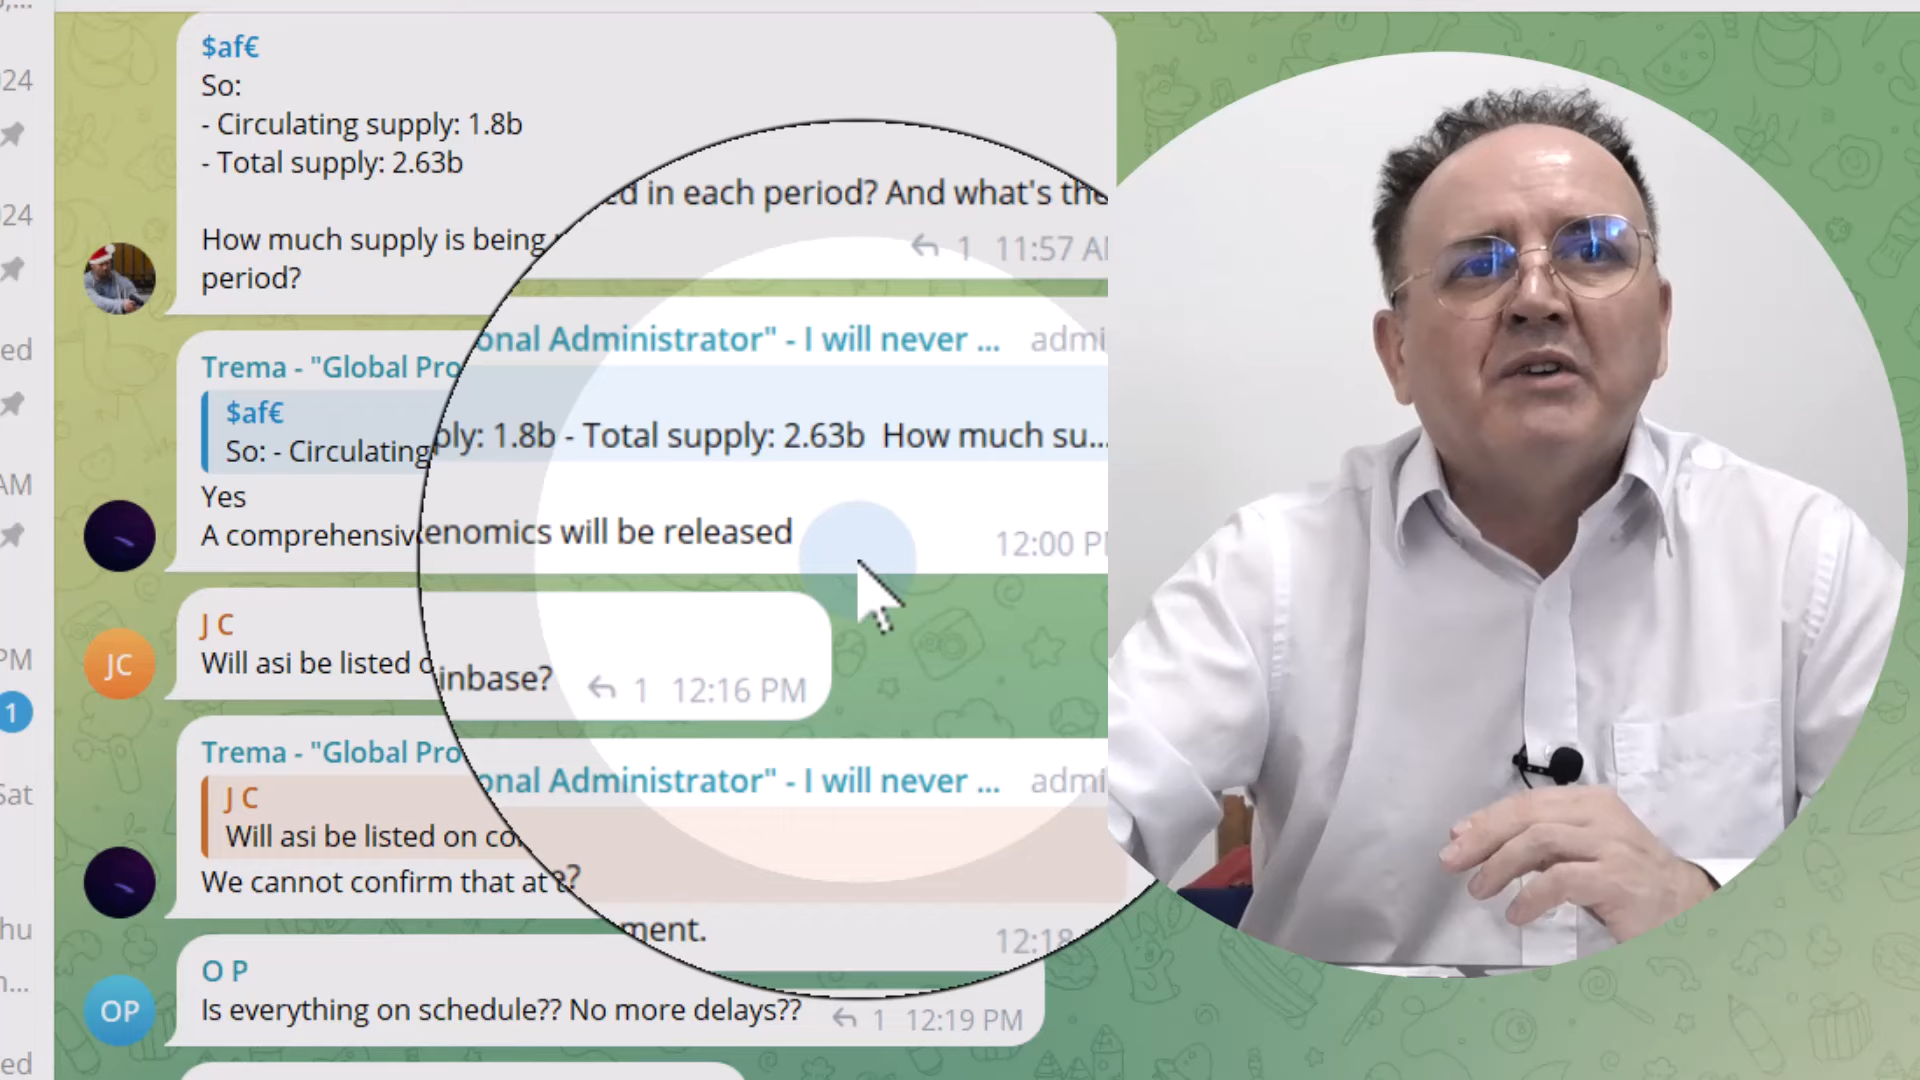 24
$af€
So:
- Circulating supply: 1.8b
- Total supply: 2.63b
24
How much supply is being
period?
in each period? And what's the
1 11:57
ed
Trema - "Global Pro
onal Administrator" - I will never ... admi
$af€
So: - Circulating
ply: 1.8b - Total supply: 2.63b How much su...
AM
Yes
A comprehensiv
enomics will be released
12:00
PM
JC
J C
Will asi be listed
inbase?
1 12:16 PM
1
Trema - "Global Pro
onal Administrator" - I will never ... admi
Sat
J C
Will asi be listed on co
We cannot confirm that at
?
ment.
12:18
hu
OP
O P
Is everything on schedule?? No more delays??
1 12:19 PM
ed